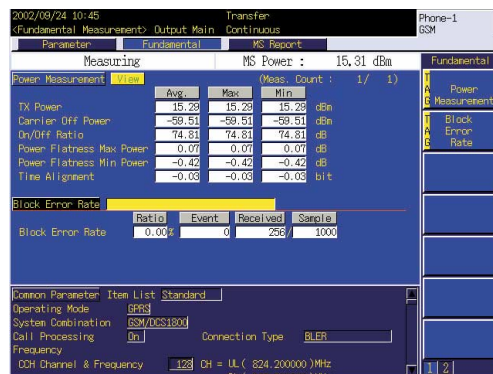 2002/09/24 10:45 Transfer Phone-1
<Fundamental Measurement> Output Main Continuous GSM
Parameter Fundamental MS Report
Measuring MS Power : 15.31 dBm Fundamental
Power Measurement View (Meas. Count : 1/ 1)
Avg. Max Min
TX Power 15.29 15.29 15.29 dBm
Carrier Off Power -59.51 -59.51 -59.51 dBm
On/Off Ratio 74.81 74.81 74.81 dB
Power Flatness Max Power 0.07 0.07 0.07 dB
Power Flatness Min Power -0.42 -0.42 -0.42 dB
Time Alignment -0.03 -0.03 -0.03 bit
TAG Power Measurement
TAG Block Error Rate
Block Error Rate
Ratio Event Received Sample
Block Error Rate 0.00% 0 256/ 1000
Common Parameter Item List Standard
Operating Mode GPRS
System Combination GSM/DCS1800
Call Processing On Connection Type BLER
Frequency
CCH Channel & Frequency 128 CH = UL( 824.200000)MHz
1 2